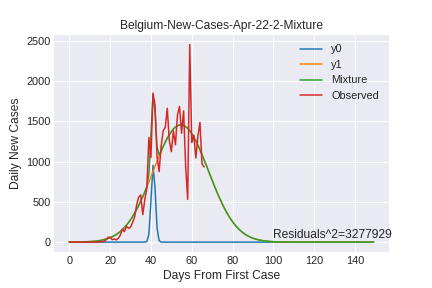 Belgium-New-Cases-Apr-22-2-Mixture
y0
y1
Mixture
Observed
2500
2000
1500
1000
500
0
Daily New Cases
Residuals^2=3277929
0 20 40 60 80 100 120 140
Days From First Case